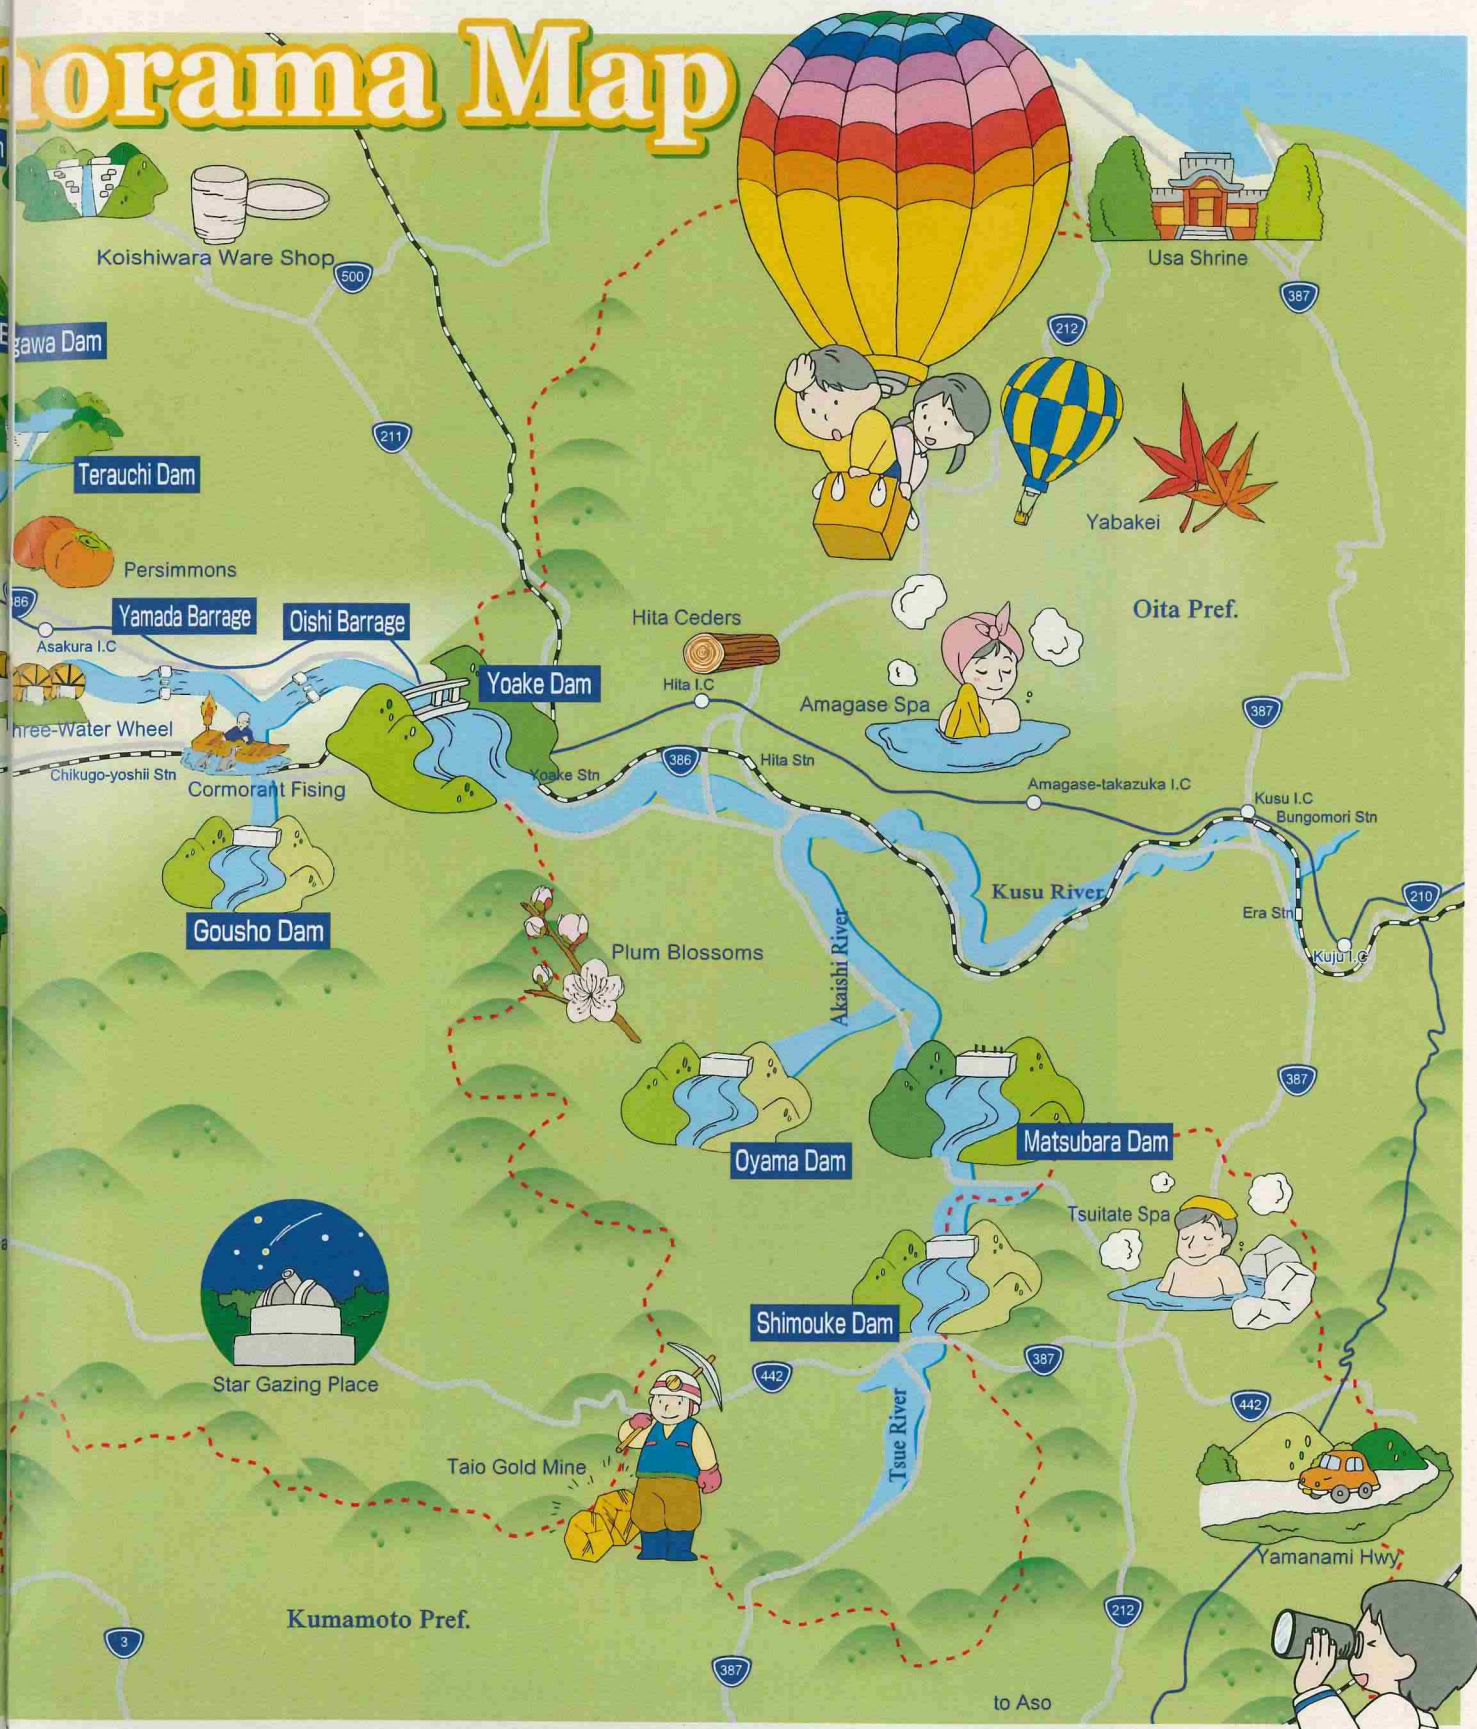 orama Map
Koishiwara Ware Shop
500
Usa Shrine
387
212
gawa Dam
211
Terauchi Dam
Yabakei
Persimmons
Oita Pref.
386
Yamada Barrage
Oishi Barrage
Hita Ceders
Asakura I.C
Yoake Dam
Hita I.C
Amagase Spa
387
hree-Water Wheel
Chikugo-yoshii Stn
Cormorant Fising
Yoake Stn
386
Hita Stn
Amagase-takazuka I.C
Kusu I.C
Bungomori Stn
Kusu River
210
Era Stn
Gousho Dam
Plum Blossoms
Akaishi River
Kuju I.C
387
Matsubara Dam
Oyama Dam
Tsuitate Spa
Shimouke Dam
387
442
442
Star Gazing Place
Tsue River
Taio Gold Mine
Yamanami Hwy
Kumamoto Pref.
212
3
387
to Aso